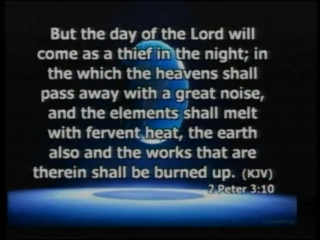 But the day of the Lord will
come as a thief in the night; in
the which the heavens shall
pass away with a great noise,
and the elements shall melt
with fervent heat, the earth
also and the works that are
therein shall be burned up. (KJV)
2 Peter 3:10